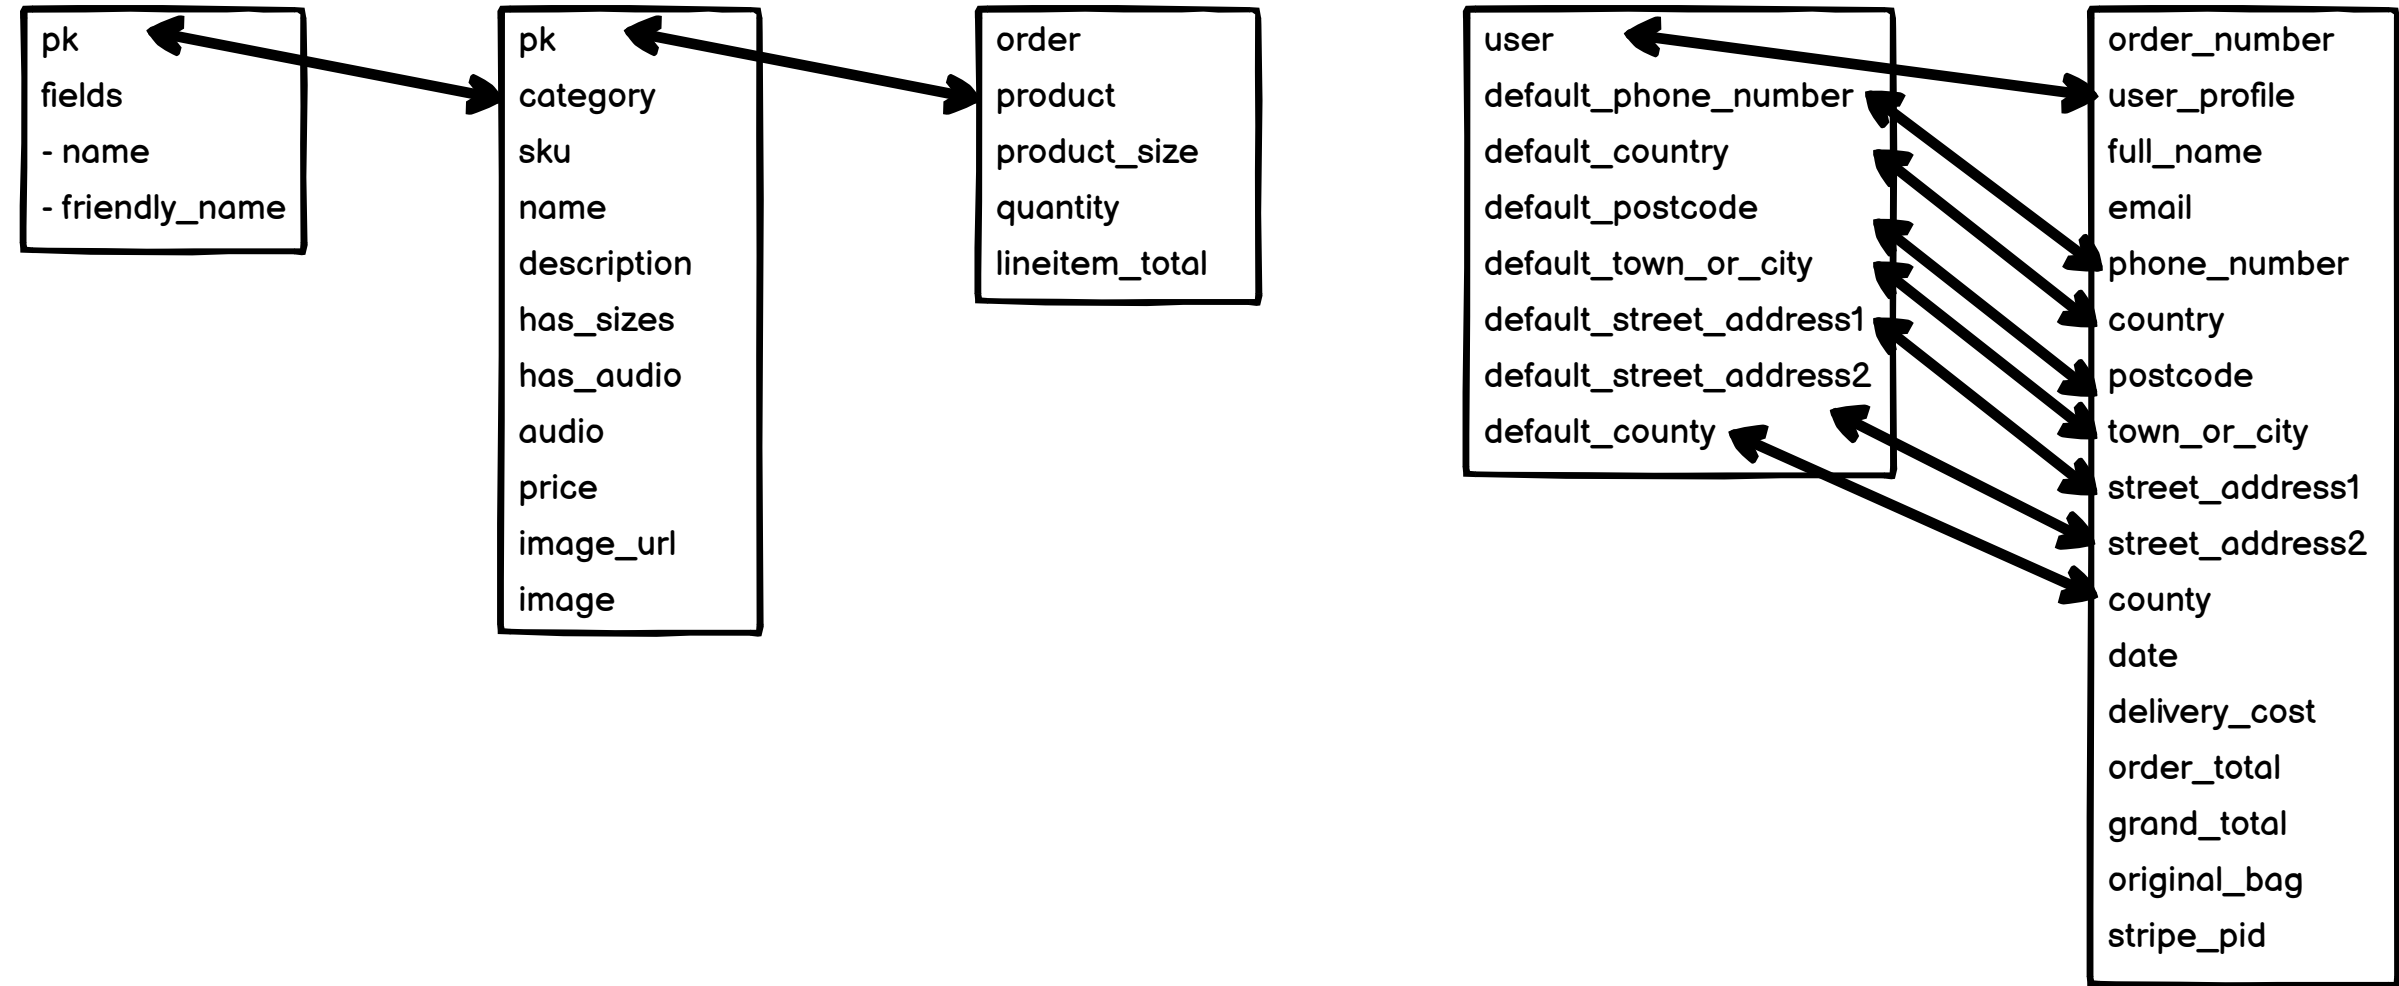 pk
fields
- name
- friendly_name
pk
category
sku
name
description
has_sizes
has_audio
audio
price
image_url
image
order
product
product_size
quantity
lineitem_total
user
default_phone_number
default_country
default_postcode
default_town_or_city
default_street_address1
default_street_address2
default_county
order_number
user_profile
full_name
email
phone_number
country
postcode
town_or_city
street_address1
street_address2
county
date
delivery_cost
order_total
grand_total
original_bag
stripe_pid